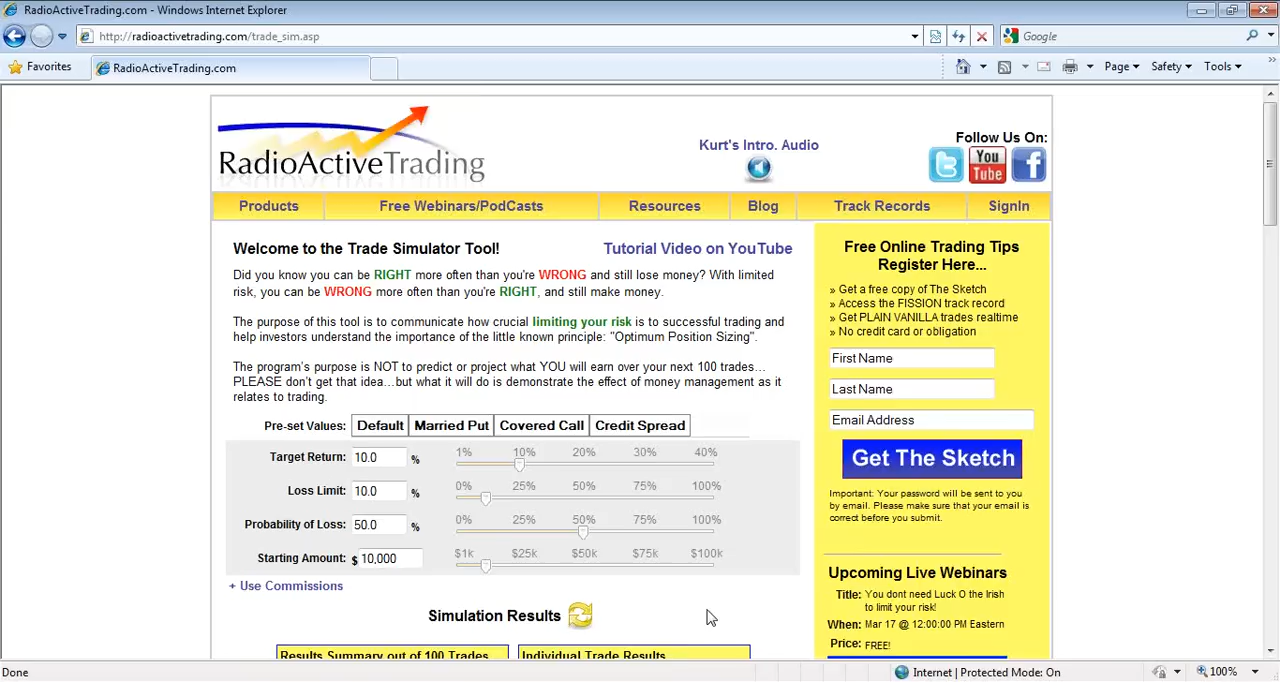 RadioActiveTrading.com - Windows Internet Explorer
http://radioactivetrading.com/trade_sim.asp
Google
Favorites
RadioActiveTrading.com
Page
Safety
Tools
RadioActiveTrading
Kurt's Intro. Audio
Follow Us On:
You
Tube
Products
Free Webinars/PodCasts
Resources
Blog
Track Records
SignIn
Welcome to the Trade Simulator Tool!
Tutorial Video on YouTube
Did you know you can be RIGHT more often than you're WRONG and still lose money? With limited
risk, you can be WRONG more often than you're RIGHT, and still make money.
The purpose of this tool is to communicate how crucial limiting your risk is to successful trading and
help investors understand the importance of the little known principle: "Optimum Position Sizing".
The program's purpose is NOT to predict or project what YOU will earn over your next 100 trades...
PLEASE don't get that idea...but what it will do is demonstrate the effect of money management as it
relates to trading.
Pre-set Values: Default Married Put Covered Call Credit Spread
Target Return: 10.0 % 1% 10% 20% 30% 40%
Loss Limit: 10.0 % 0% 25% 50% 75% 100%
Probability of Loss: 50.0 % 0% 25% 50% 75% 100%
Starting Amount: $ 10,000 $1k $25k $50k $75k $100k
+ Use Commissions
Simulation Results
Results Summary out of 100 Trades
Individual Trade Results
Free Online Trading Tips
Register Here...
» Get a free copy of The Sketch
» Access the FISSION track record
» Get PLAIN VANILLA trades realtime
» No credit card or obligation
First Name
Last Name
Email Address
Get The Sketch
Important: Your password will be sent to you
by email. Please make sure that your email is
correct before you submit.
Upcoming Live Webinars
Title: You dont need Luck O the Irish
to limit your risk!
When: Mar 17 @ 12:00:00 PM Eastern
Price: FREE!
Done
Internet | Protected Mode: On
100%